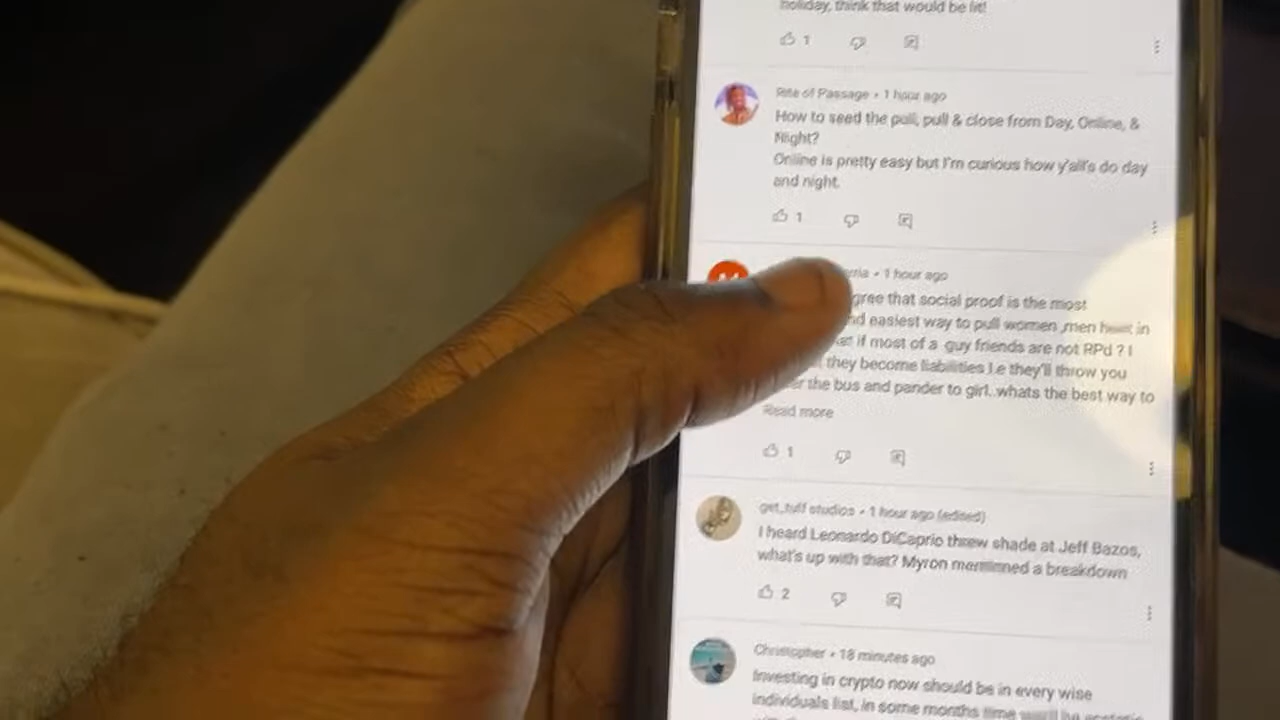 holiday, think that would be lit!
1
Rite of Passage • 1 hour ago
How to seed the pull, pull & close from Day, Online, &
Night?
Online is pretty easy but I'm curious how y'all's do day
and night.
1
• 1 hour ago
gree that social proof is the most
nd easiest way to pull women ,men in
if most of a guy friends are not RPd ? I
they become liabilities I.e they'll throw you
the bus and pander to girl..whats the best way to
Read more
1
get_tuff studios • 1 hour ago (edited)
I heard Leonardo DiCaprio threw shade at Jeff Bazos,
what's up with that? Myron mentinned a breakdown
2
Christopher • 18 minutes ago
Investing in crypto now should be in every wise
individuals list, in some months time